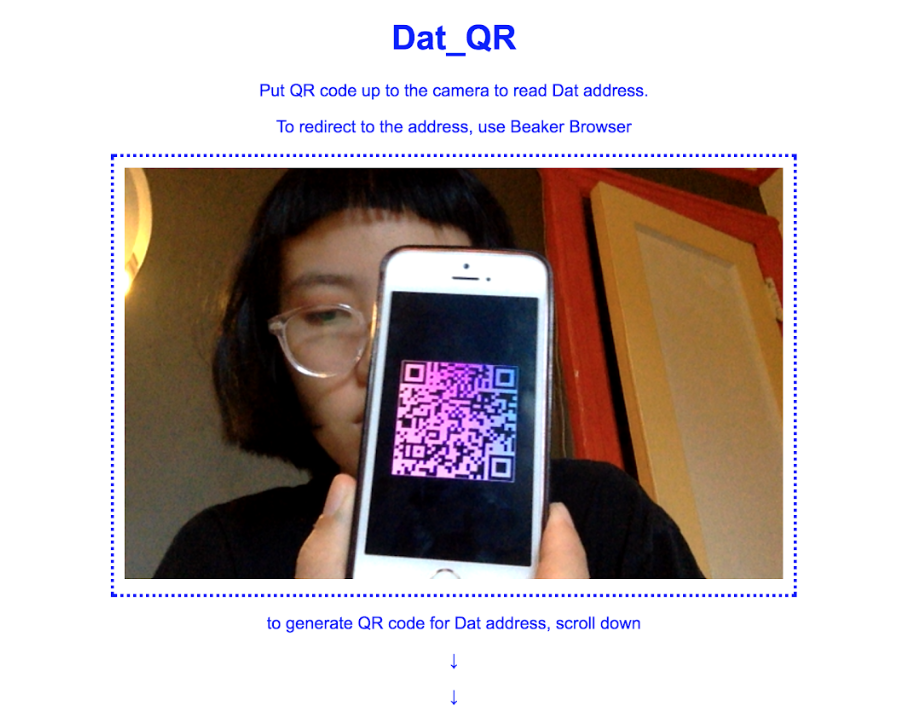 Dat_QR
Put QR code up to the camera to read Dat address.
To redirect to the address, use Beaker Browser
to generate QR code for Dat address, scroll down
↓
↓